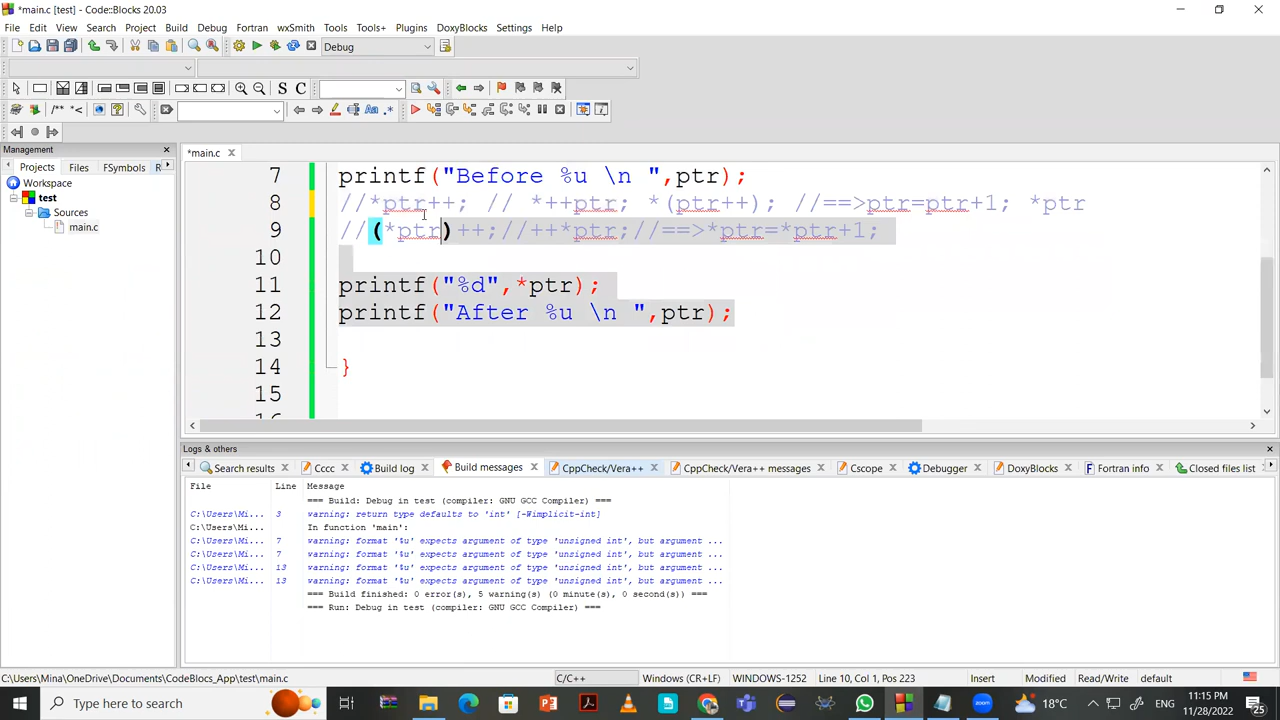 *main.c [test] - Code::Blocks 20.03
File Edit View Search Project Build Debug Fortran wxSmith Tools Tools+ Plugins DoxyBlocks Settings Help
Debug
S C
/** *<
.*
Management
*main.c
Projects Files FSymbols R
Workspace
test
Sources
main.c
7 printf("Before %u \n ",ptr);
8 //*ptr++; // *++ptr; *(ptr++); //==>ptr=ptr+1; *ptr
9 //(*ptr)++;//++*ptr;//==>*ptr=*ptr+1;
10
11 printf("%d",*ptr);
12 printf("After %u \n ",ptr);
13
14 }
15
16
Logs & others
Search results Cccc Build log Build messages CppCheck/Vera++ CppCheck/Vera++ messages Cscope Debugger DoxyBlocks Fortran info Closed files list
File Line Message
=== Build: Debug in test (compiler: GNU GCC Compiler) ===
C:\Users\Mi... 3 warning: return type defaults to 'int' [-Wimplicit-int]
C:\Users\Mi... In function 'main':
C:\Users\Mi... 7 warning: format '%u' expects argument of type 'unsigned int', but argument ...
C:\Users\Mi... 7 warning: format '%u' expects argument of type 'unsigned int', but argument ...
C:\Users\Mi... 13 warning: format '%u' expects argument of type 'unsigned int', but argument ...
C:\Users\Mi... 13 warning: format '%u' expects argument of type 'unsigned int', but argument ...
=== Build finished: 0 error(s), 5 warning(s) (0 minute(s), 0 second(s)) ===
=== Run: Debug in test (compiler: GNU GCC Compiler) ===
C:\Users\Mina\OneDrive\Documents\CodeBlocs_App\test\main.c C/C++ Windows (CR+LF) WINDOWS-1252 Line 10, Col 1, Pos 223 Insert Modified Read/Write default
Type here to search
18°C ENG 11:15 PM
11/28/2022
25